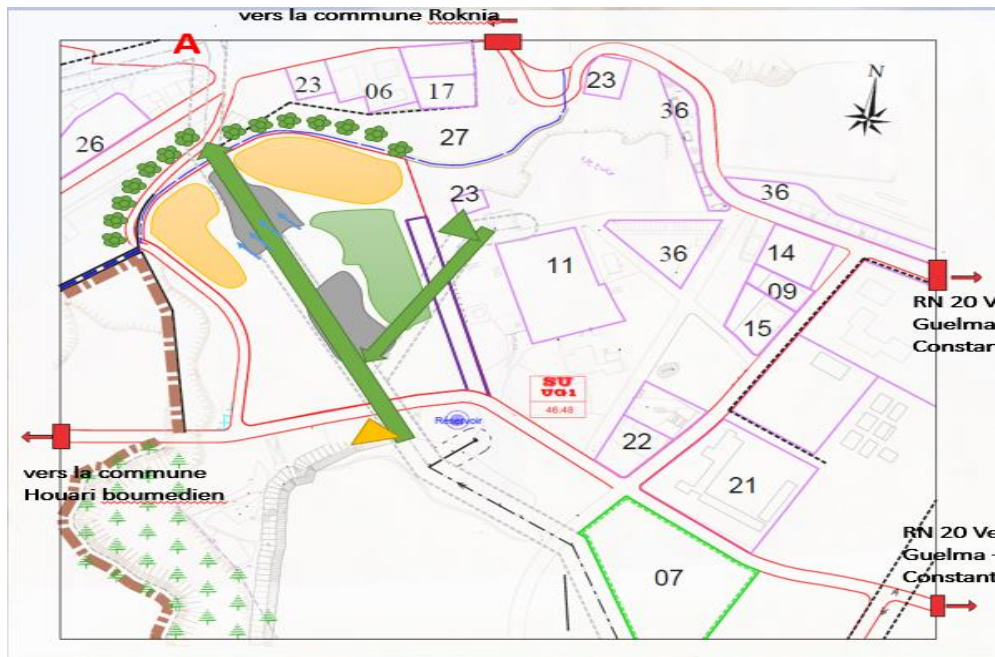 vers la commune Roknia
A
N
23
06
17
23
36
26
27
23
36
36
11
14
09
15
RN 20 V
Guelma
Constan
SU
UG1
46.48
Réservoir
22
vers la commune
Houari boumedien
21
RN 20 Ve
Guelma -
Constant
07